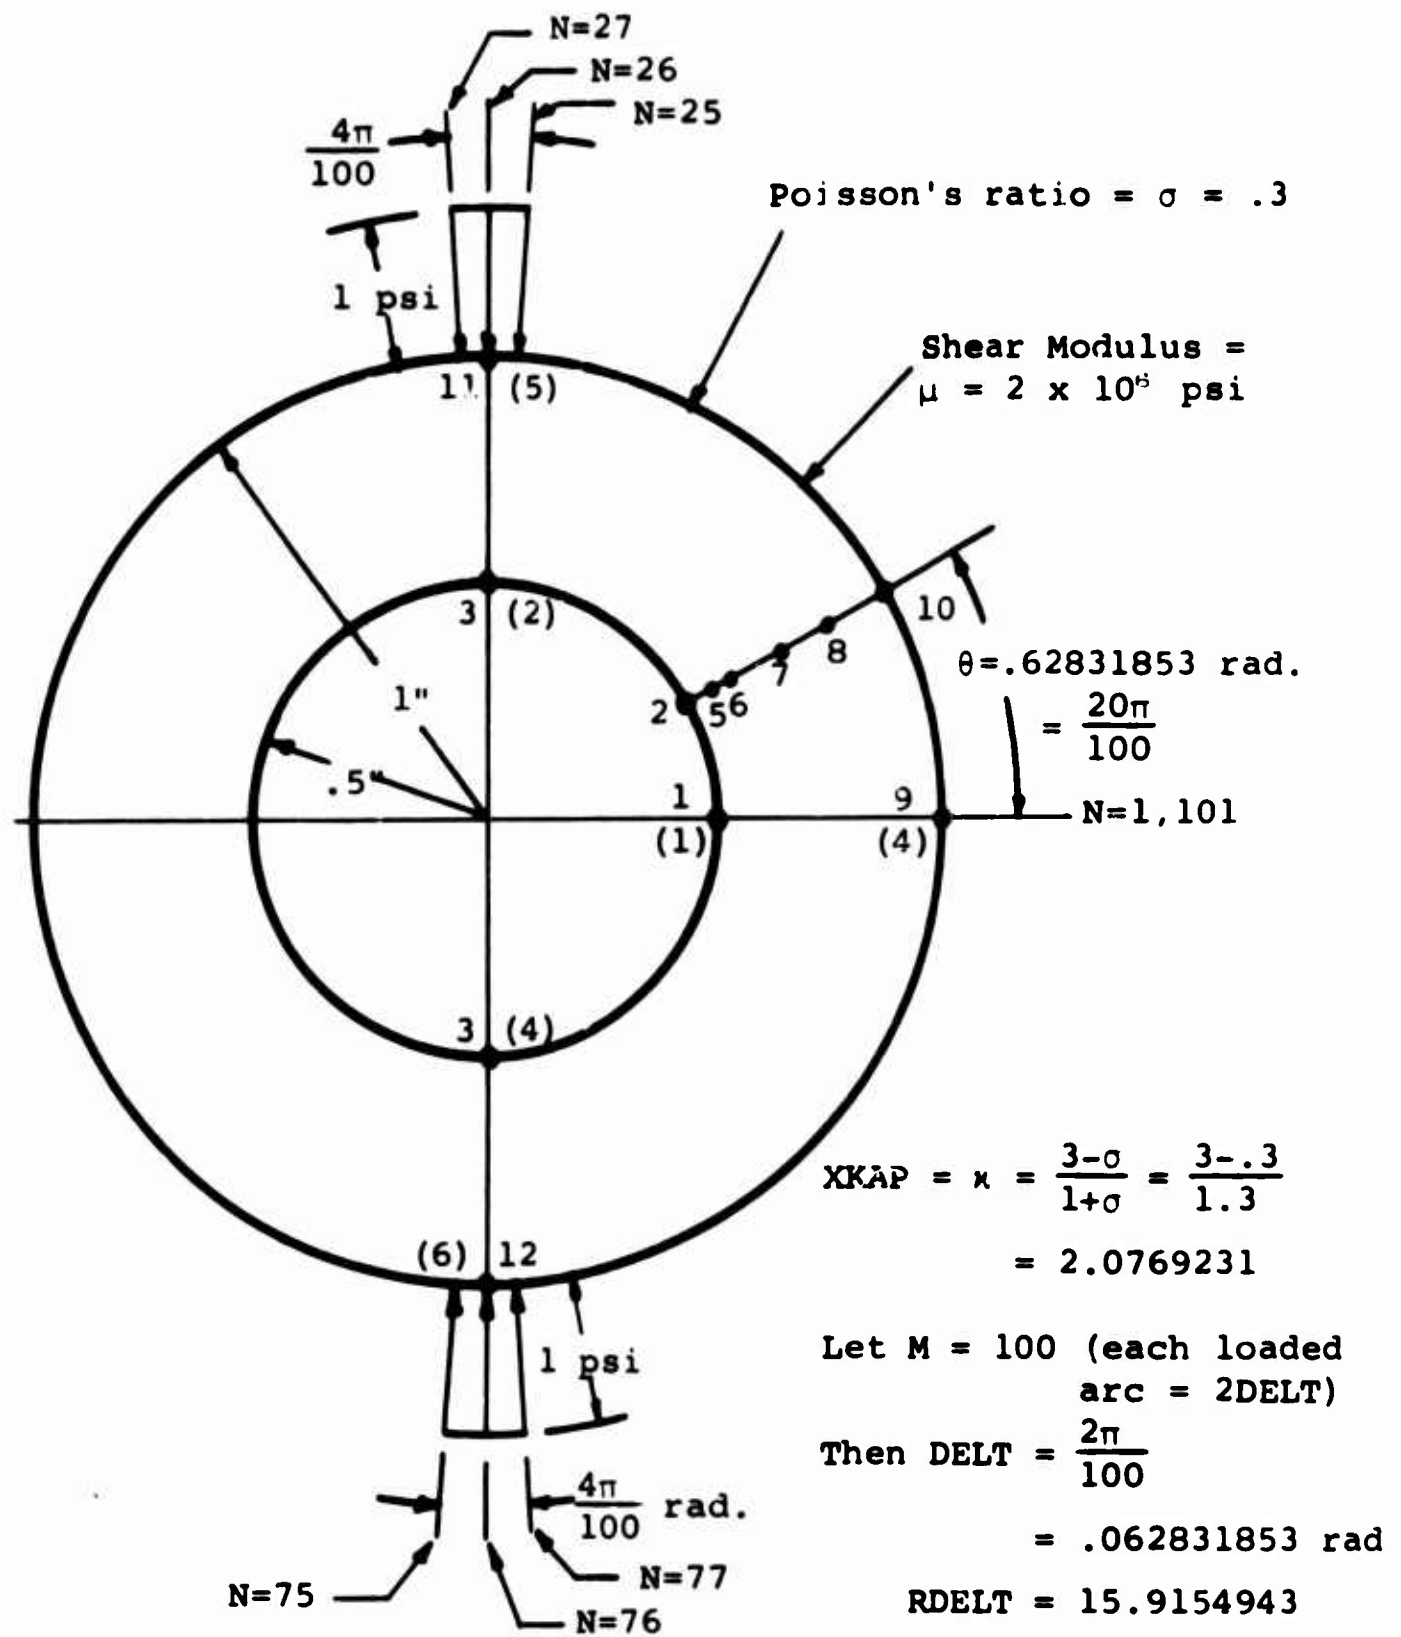 N=27
N=26
N=25
4π
100
Poisson's ratio = σ = .3
1 psi
Shear Modulus =
μ = 2 x 10⁶ psi
11 (5)
10
3 (2)
8
7
θ=.62831853 rad.
2 5 6
= 20π
100
1"
.5"
1
9
N=1,101
(1)
(4)
3 (4)
XKAP = κ = 3-σ = 3-.3
1+σ 1.3
= 2.0769231
(6) 12
Let M = 100 (each loaded
arc = 2DELT)
1 psi
Then DELT = 2π
100
4π rad.
100
= .062831853 rad
N=75
N=77
N=76
RDELT = 15.9154943